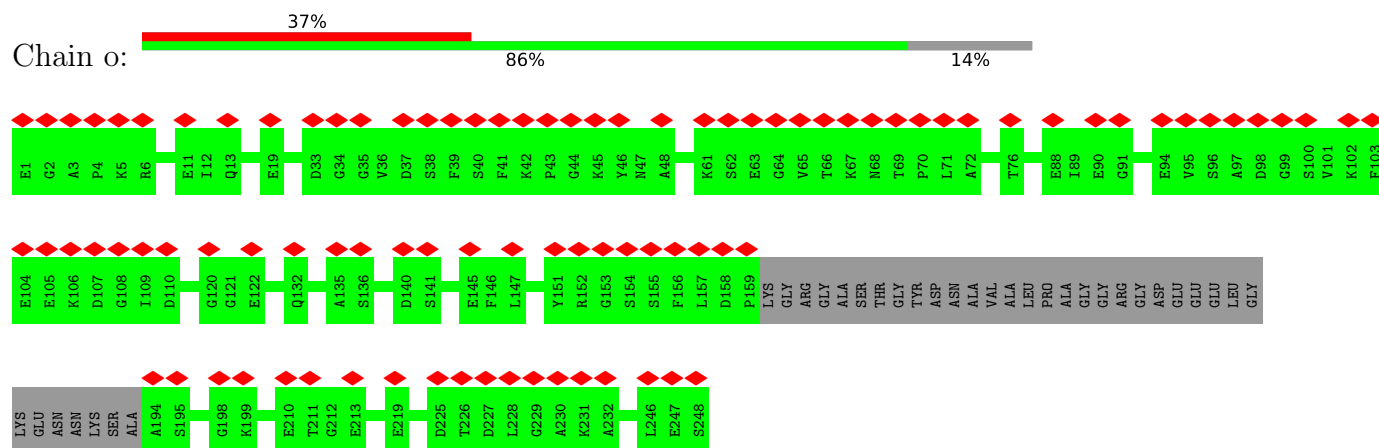 37%
Chain o:
86% 14%
E1 G2 A3 P4 K5 R6 E11 I12 Q13 E19 D33 G34 G35 V36 D37 S38 F39 S40 F41 K42 P43 G44 K45 Y46 N47 A48 K61 S62 E63 G64 V65 T66 K67 N68 T69 P70 L71 A72 T76 E88 I89 E90 G91 E94 V95 S96 A97 D98 G99 S100 V101 K102 F103
E104 E105 K106 D107 G108 I109 D110 G120 G121 E122 Q132 A135 S136 D140 S141 E145 F146 L147 Y151 R152 G153 S154 S155 F156 L157 D158 P159 LYS GLY ARG GLY ALA SER THR GLY TYR ASP ASN ALA VAL ALA LEU PRO ALA GLY GLY ARG GLY ASP GLU GLU GLU LEU GLY
LYS GLU ASN ASN LYS SER ALA A194 S195 G198 K199 E210 T211 G212 E213 E219 D225 T226 D227 L228 G229 A230 K231 A232 L246 E247 S248